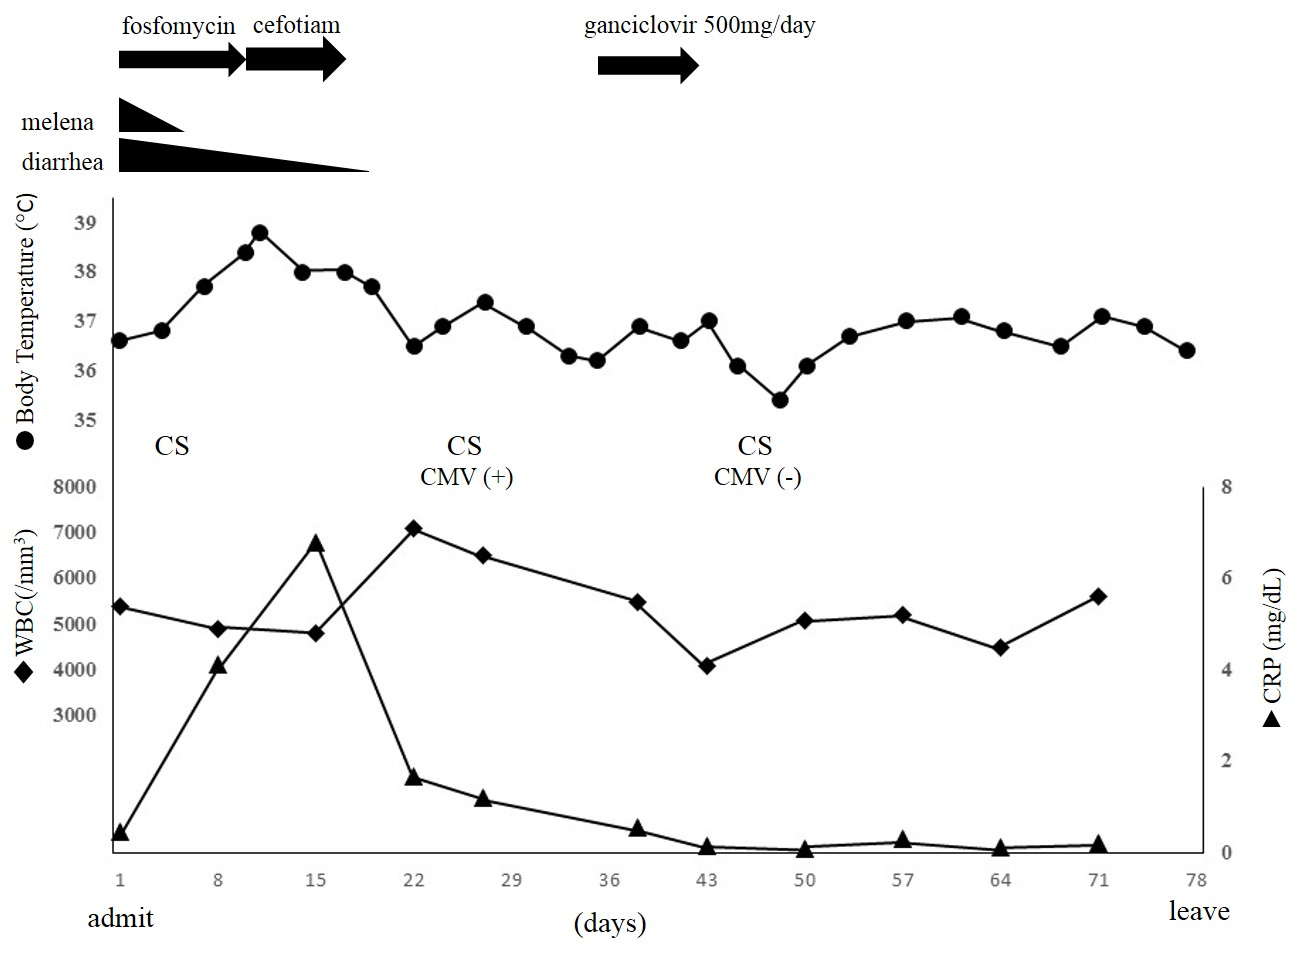 fosfomycin cefotiam ganciclovir 500mg/day
melena
diarrhea
● Body Temperature (°C)
39
38
37
36
35
CS CS CS
CMV (+) CMV (-)
◆ WBC(/mm³)
8000
7000
6000
5000
4000
3000
8
6
4
2
0
▲ CRP (mg/dL)
1 8 15 22 29 36 43 50 57 64 71 78
admit (days) leave